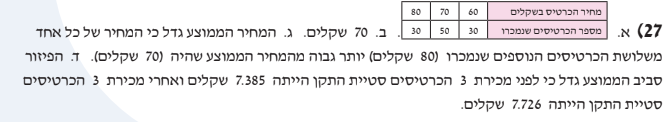 מחיר הכרטיס בשקלים 60 70 80
מספר הכרטיסים שנמכרו 30 50 30
27) א. ב. 70 שקלים. ג. המחיר הממוצע גדל כי המחיר של כל אחד
משלושת הכרטיסים הנוספים שנמכרו (80 שקלים) יותר גבוה מהמחיר הממוצע שהיה (70 שקלים). ד. הפיזור
סביב הממוצע גדל כי לפני מכירת 3 הכרטיסים סטיית התקן הייתה 7.385 שקלים ואחרי מכירת 3 הכרטיסים
סטיית התקן הייתה 7.726 שקלים.